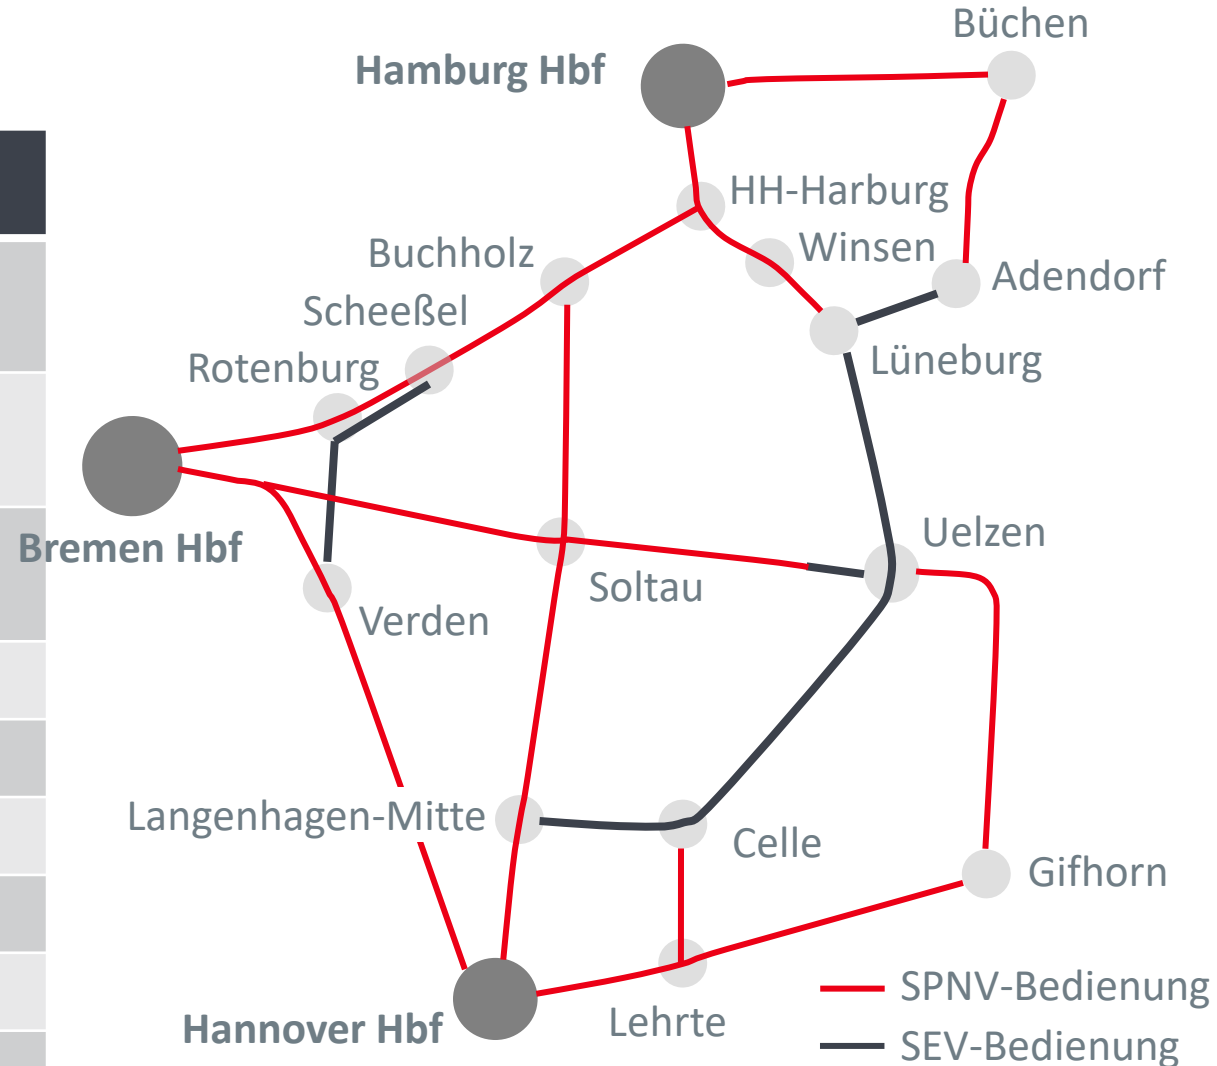 Büchen
Hamburg Hbf
HH-Harburg
Winsen
Buchholz
Adendorf
Scheeßel
Lüneburg
Rotenburg
Uelzen
Bremen Hbf
Soltau
Verden
Langenhagen-Mitte
Celle
Gifhorn
SPNV-Bedienung
Lehrte
Hannover Hbf
SEV-Bedienung